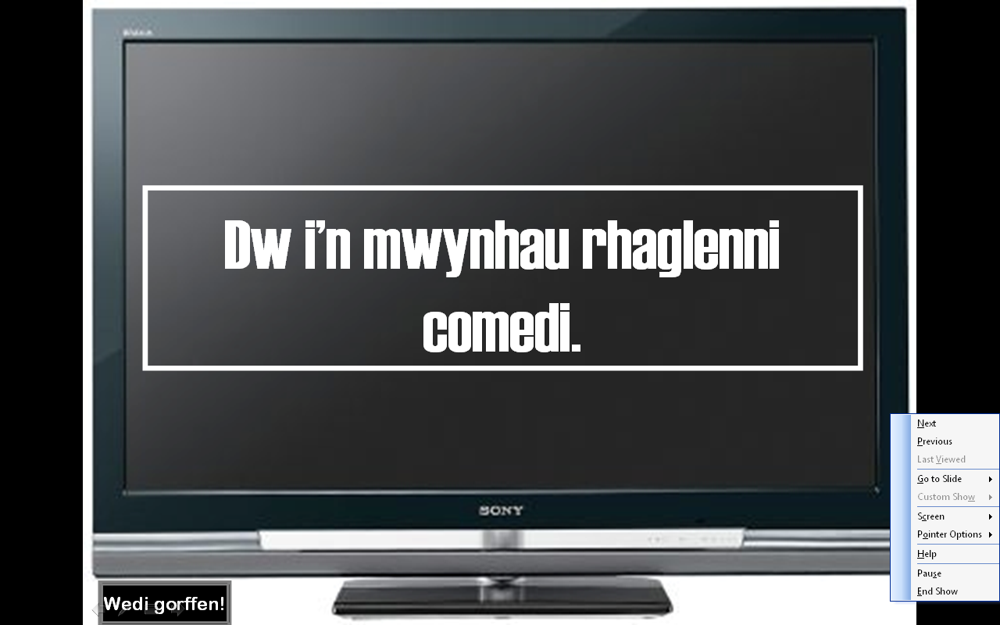 Dw i'n mwynhau rhaglenni
comedi.
SONY
Wedi gorffen!
Next
Previous
Last Viewed
Go to Slide
Custom Show
Screen
Pointer Options
Help
Pause
End Show